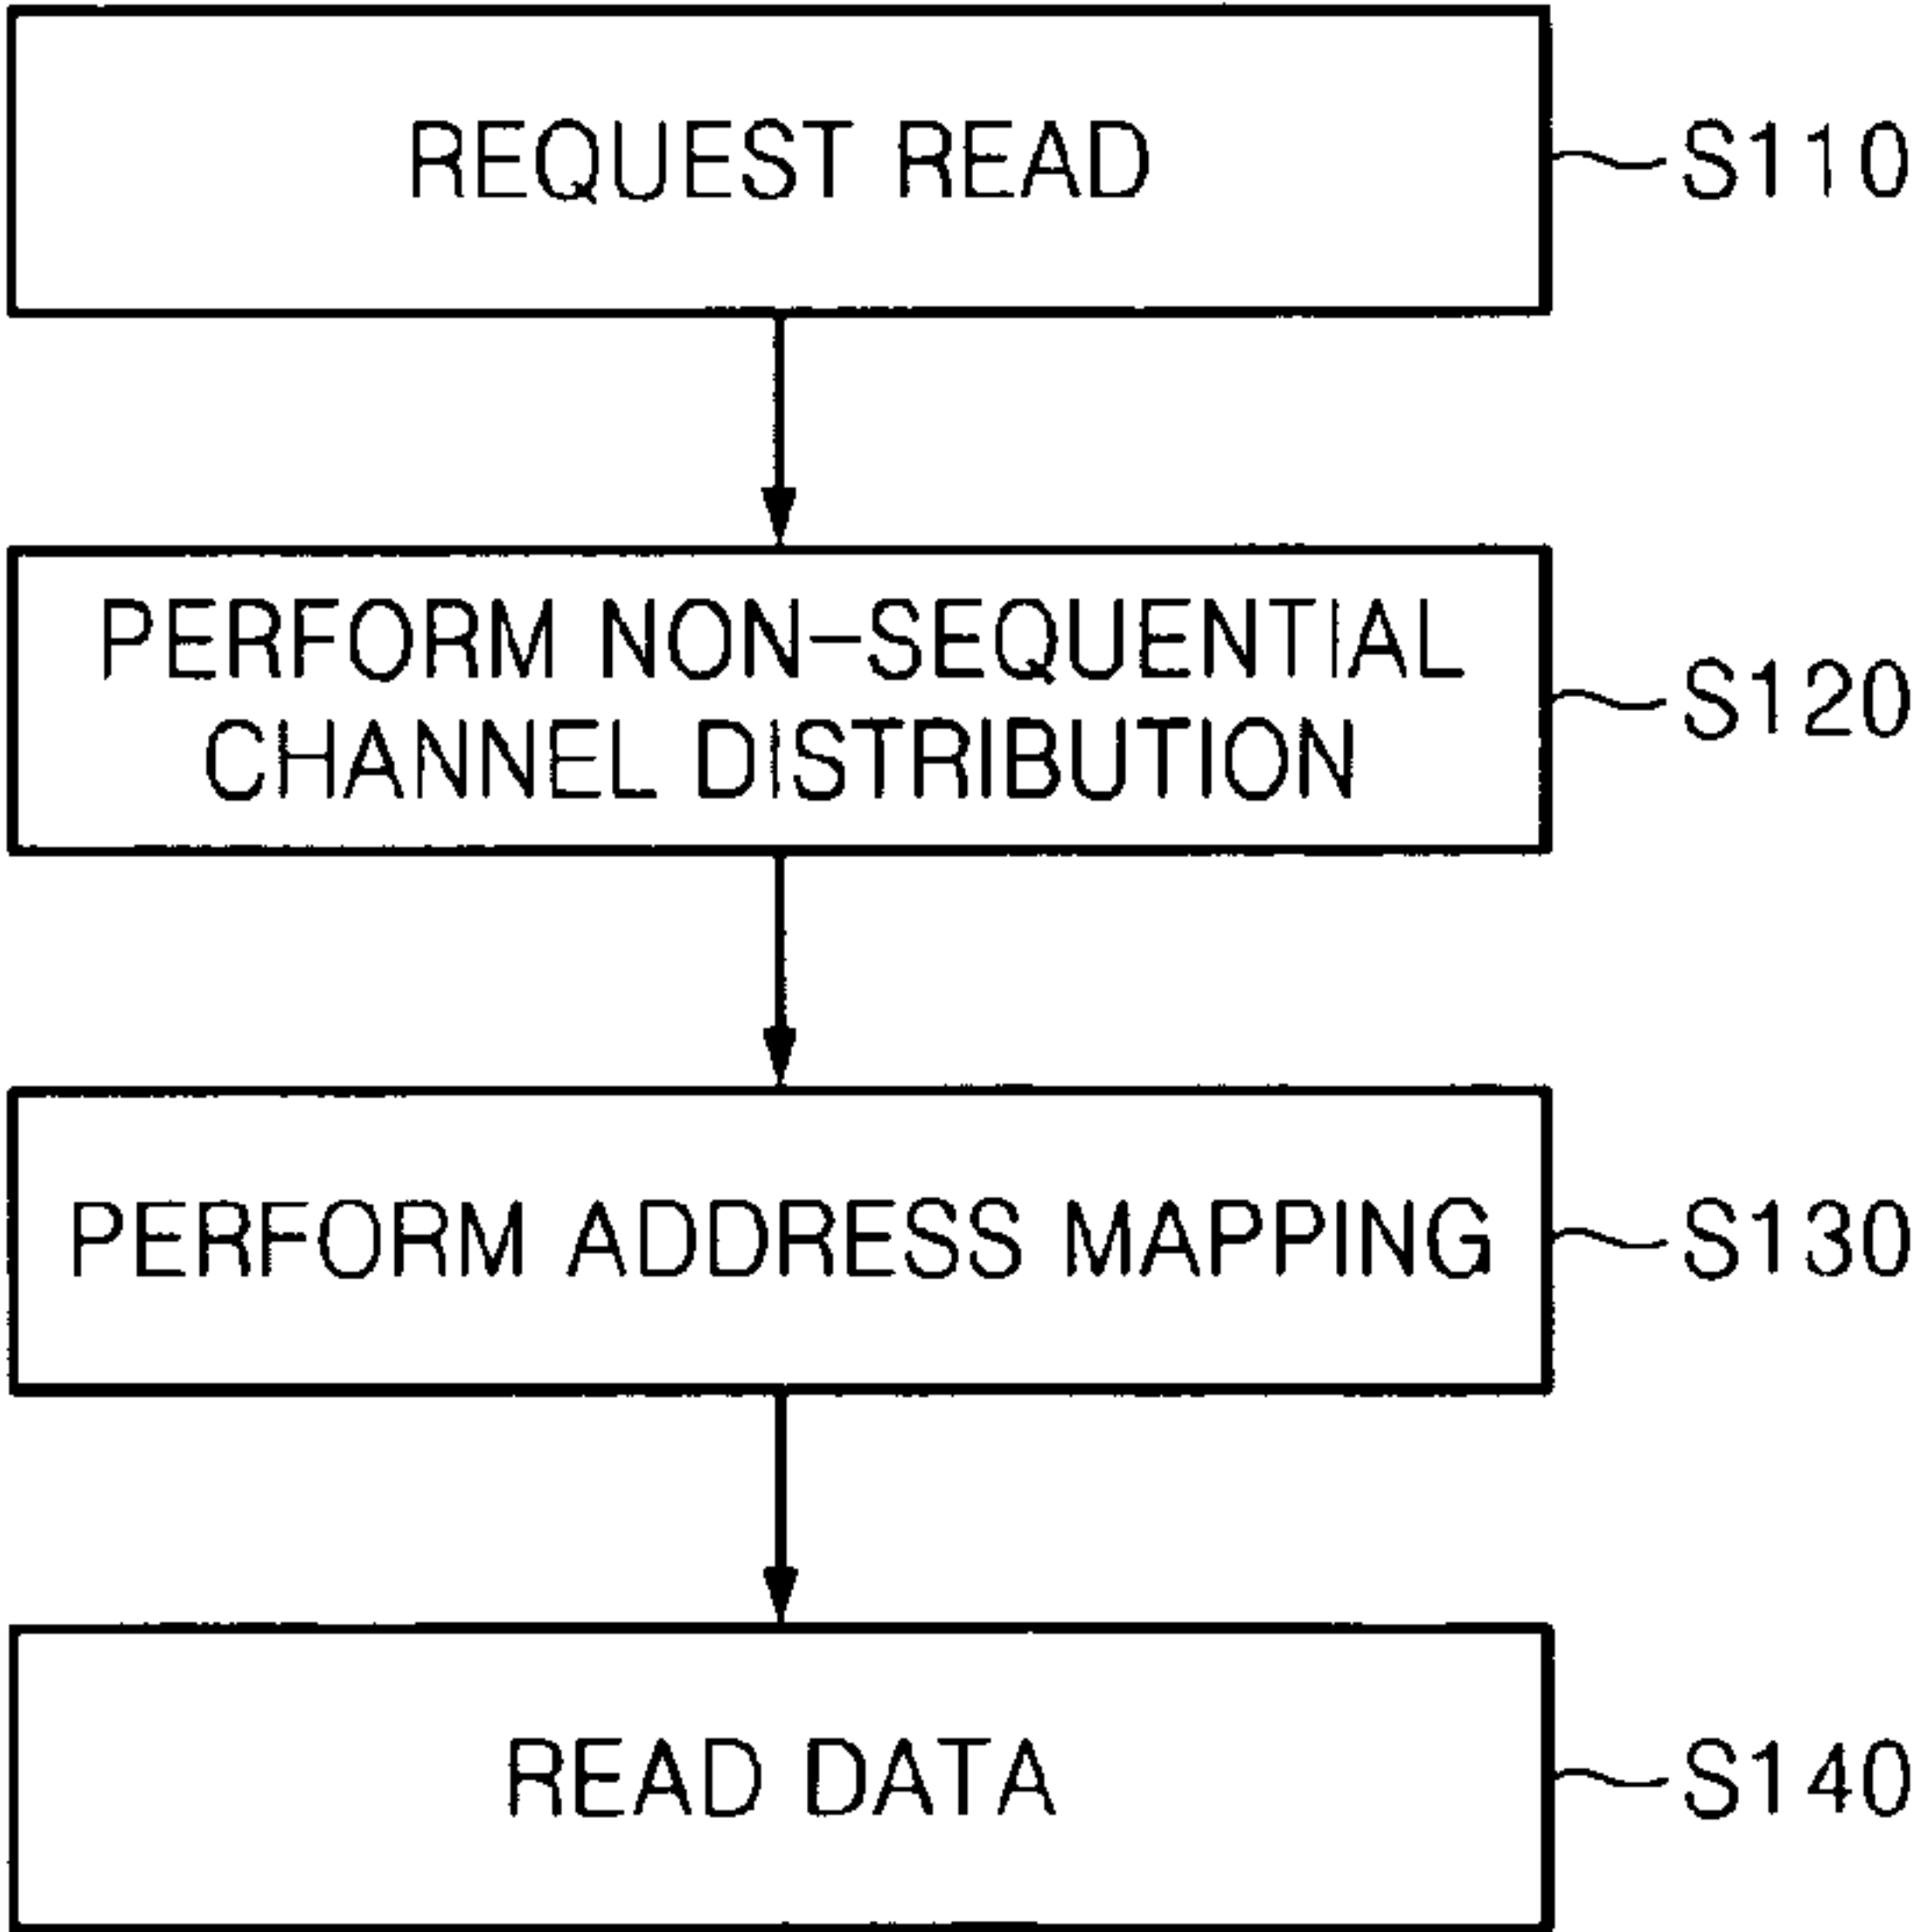 REQUEST READ
S110
PERFORM NON-SEQUENTIAL
CHANNEL DISTRIBUTION
S120
PERFORM ADDRESS MAPPING
S130
READ DATA
S140